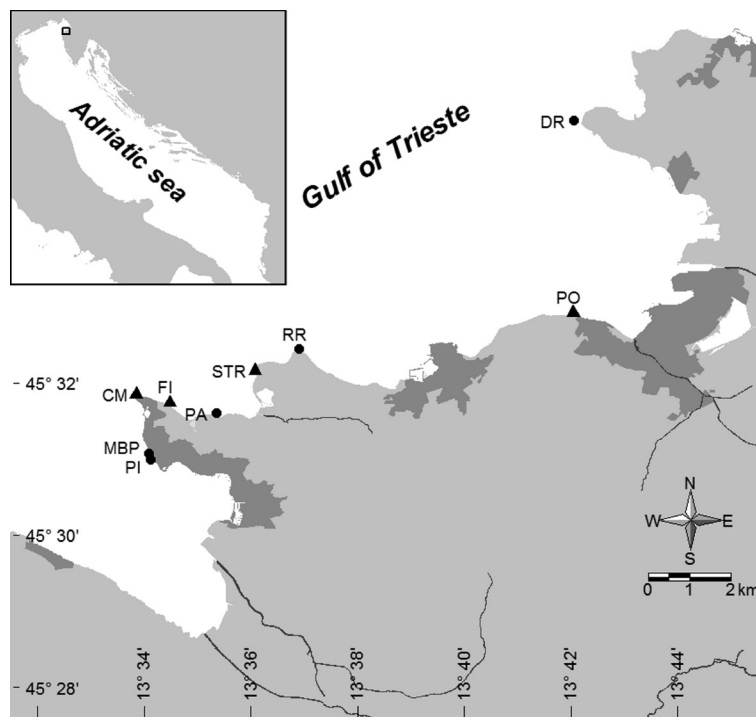 Adriatic sea
Gulf of Trieste
DR
PO
RR
STR
FI
CM
PA
MBP
PI
45° 32'
45° 30'
45° 28'
N
W E
S
0 1 2 km
13° 34'
13° 36'
13° 38'
13° 40'
13° 42'
13° 44'